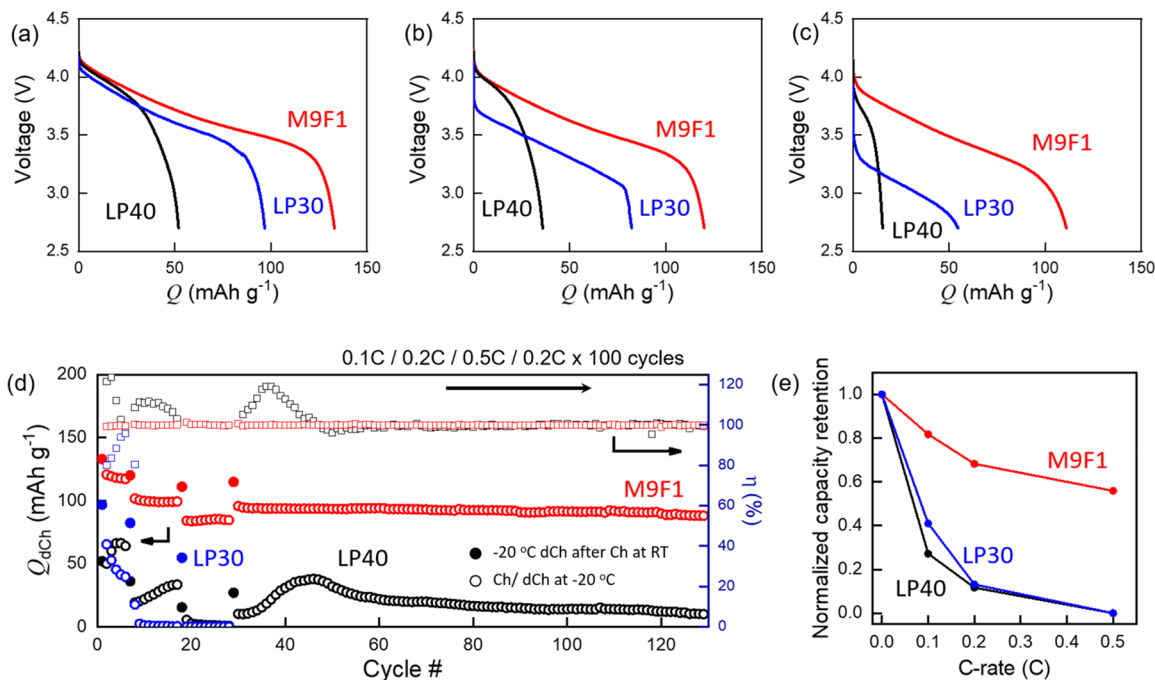 (a)
4.5
4.0
3.5
3.0
2.5
Voltage (V)
M9F1
LP40
LP30
0
50
100
150
Q (mAh g⁻¹)
(b)
4.5
4.0
3.5
3.0
2.5
Voltage (V)
M9F1
LP40
LP30
0
50
100
150
Q (mAh g⁻¹)
(c)
4.5
4.0
3.5
3.0
2.5
Voltage (V)
M9F1
LP30
LP40
0
50
100
150
Q (mAh g⁻¹)
(d)
0.1C / 0.2C / 0.5C / 0.2C x 100 cycles
200
150
100
50
0
Q_dCh (mAh g⁻¹)
120
100
80
60
40
20
0
η (%)
M9F1
LP30
LP40
-20 °C dCh after Ch at RT
Ch/ dCh at -20 °C
0
20
40
60
80
100
120
Cycle #
(e)
1.0
0.8
0.6
0.4
0.2
0.0
Normalized capacity retention
M9F1
LP30
LP40
0.0
0.1
0.2
0.3
0.4
0.5
C-rate (C)